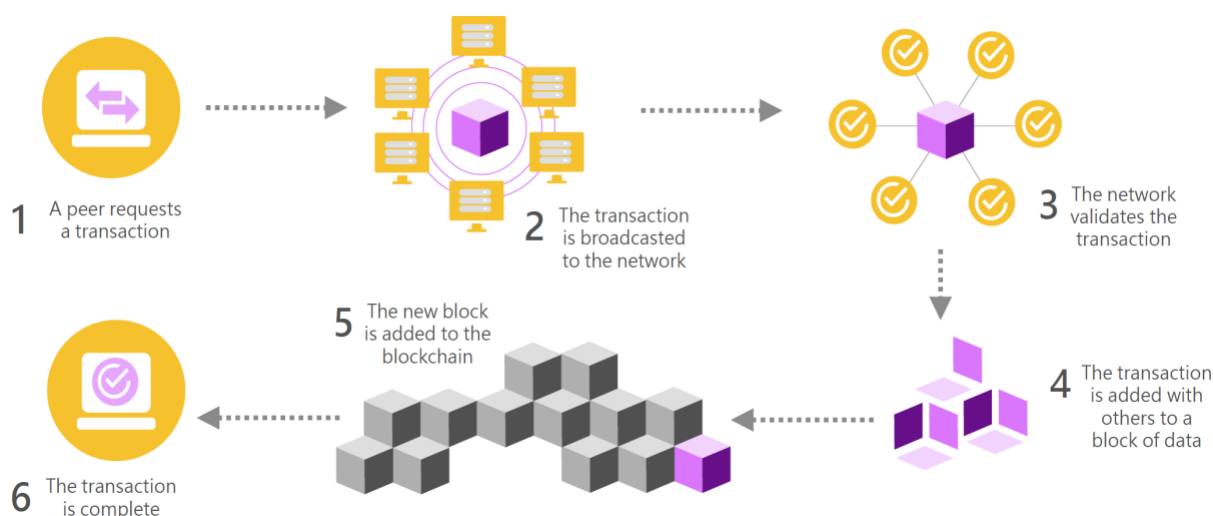 1
A peer requests
a transaction
2
The transaction
is broadcasted
to the network
3
The network
validates the
transaction
4
The transaction
is added with
others to a
block of data
5
The new block
is added to the
blockchain
6
The transaction
is complete